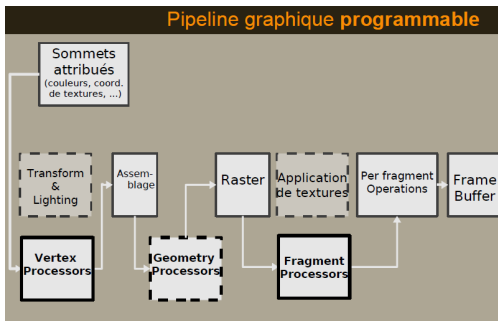 Pipeline graphique programmable
Sommets
attribués
(couleurs, coord.
de textures, ...)
Transform
&
Lighting
Assem-
blage
Raster
Application
de textures
Per fragment
Operations
Frame
Buffer
Vertex
Processors
Geometry
Processors
Fragment
Processors